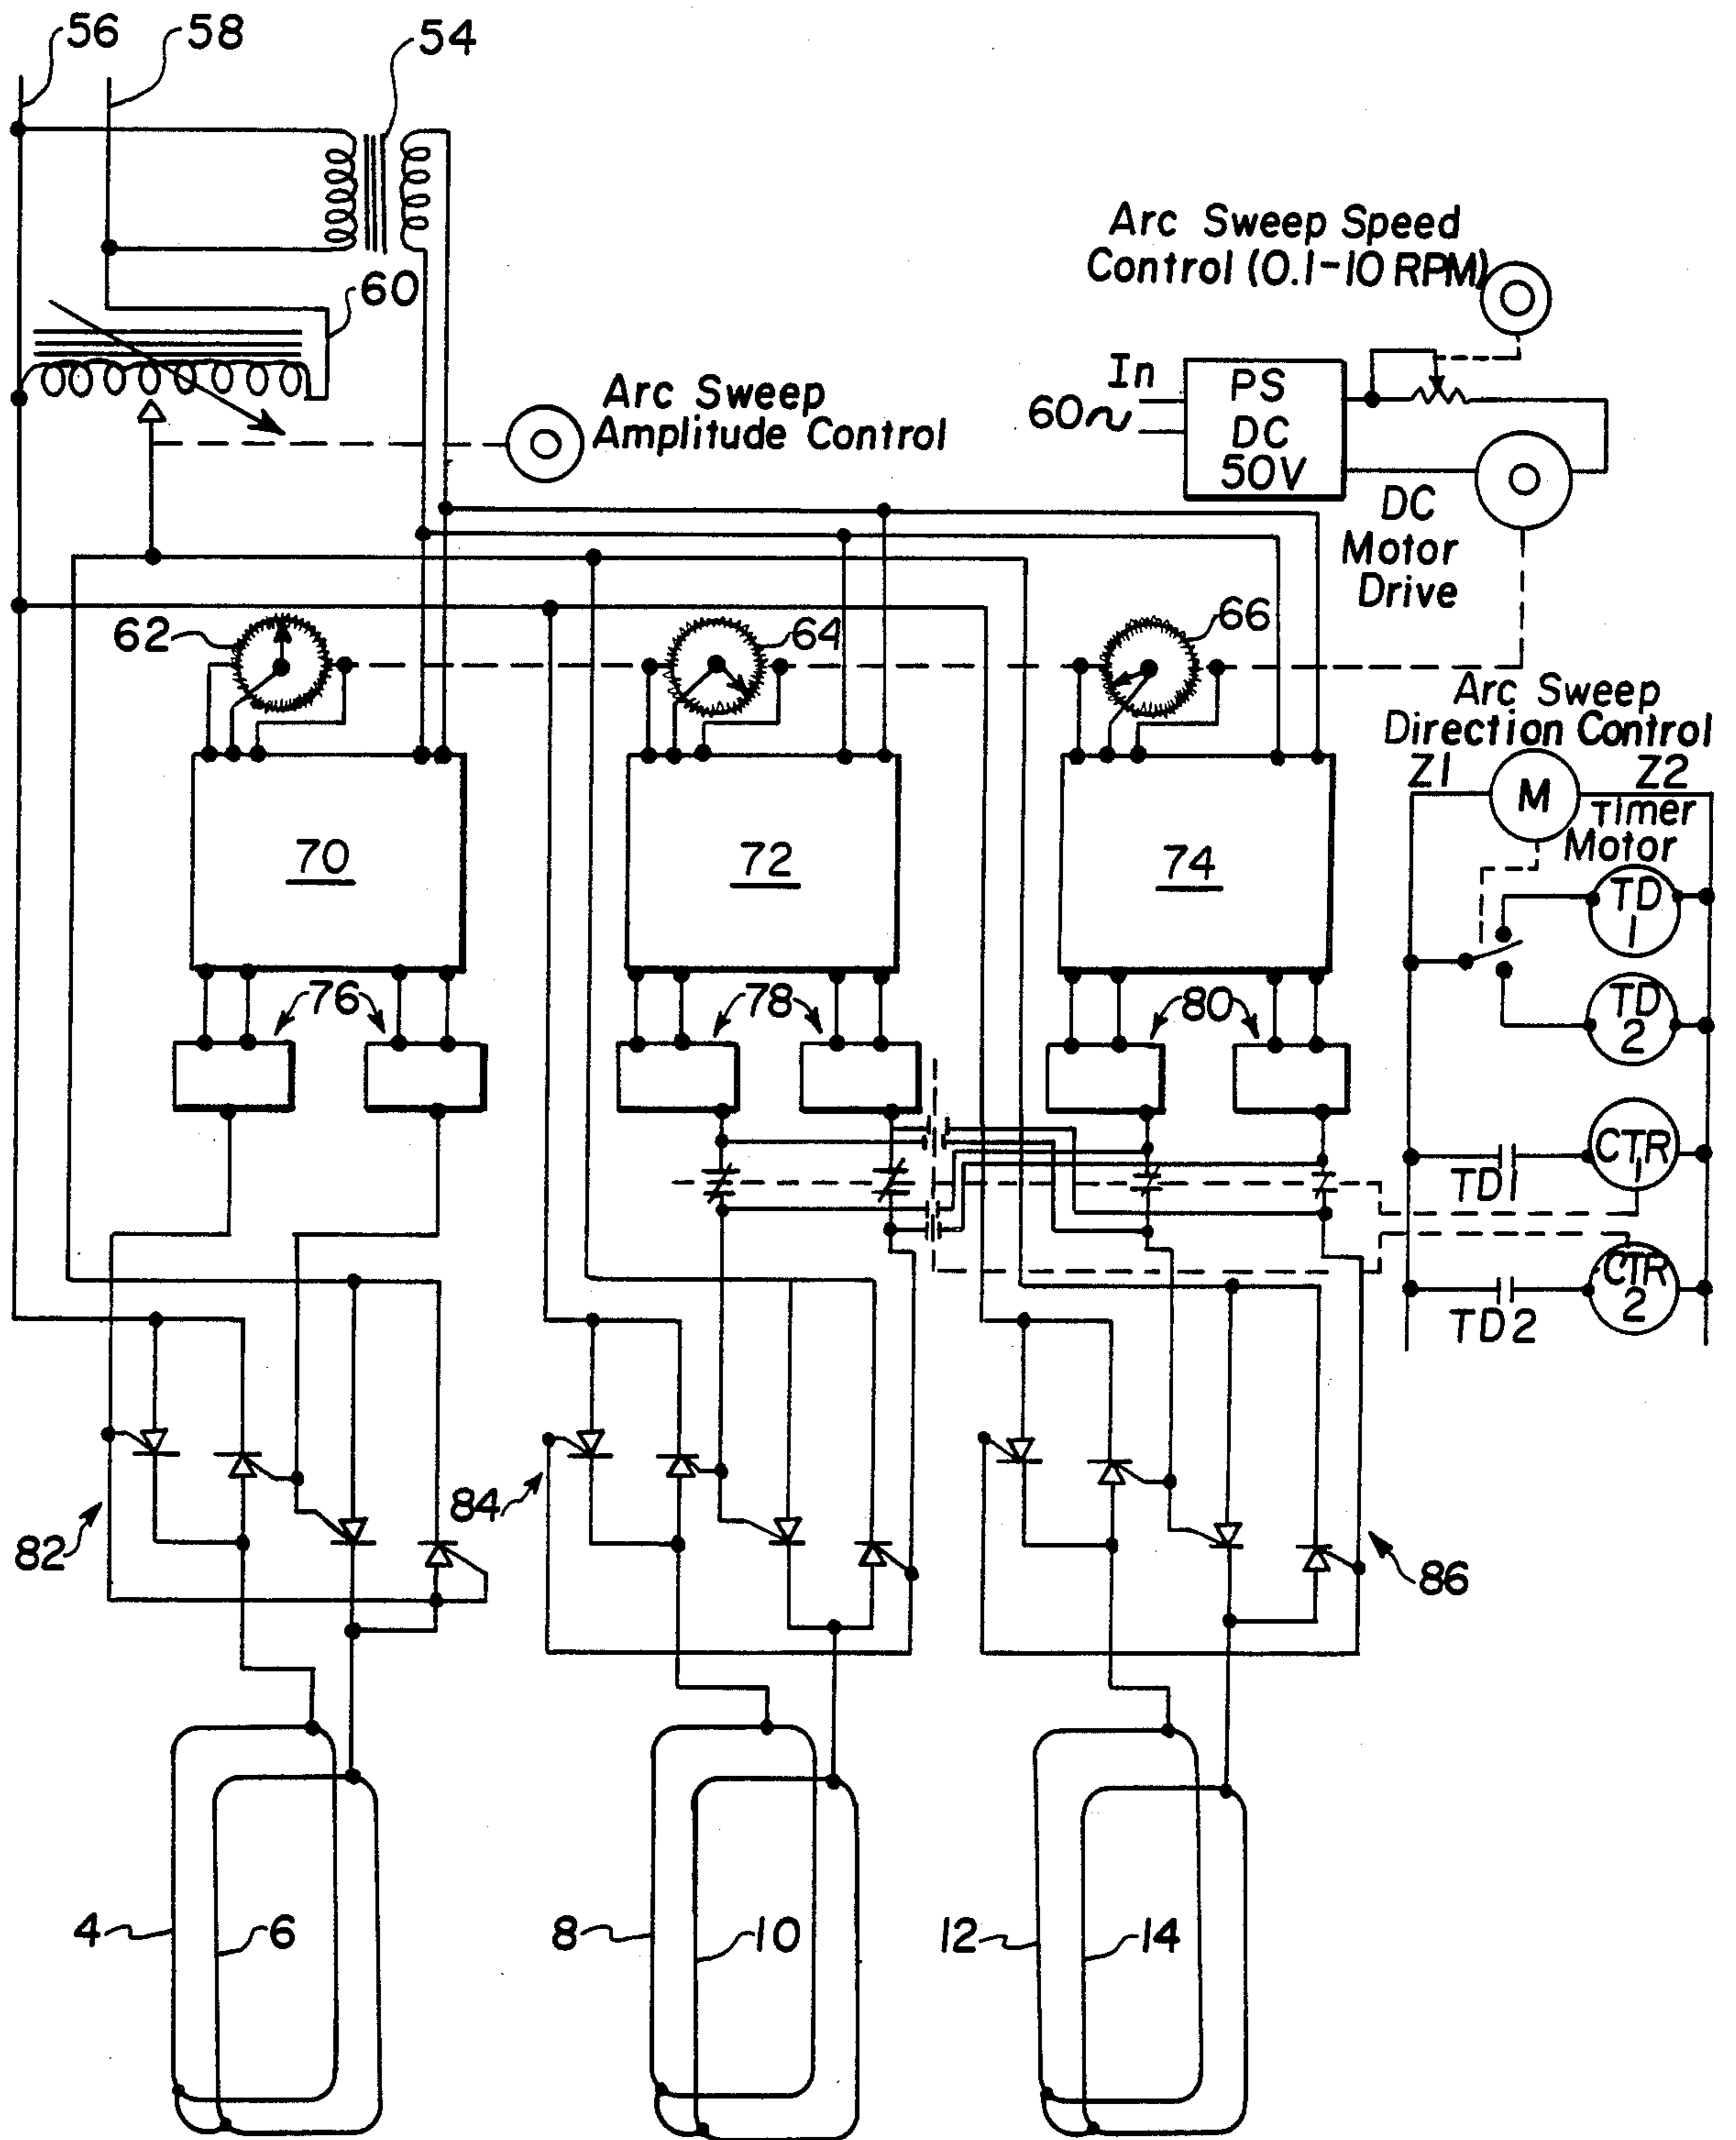 56
58
54
60
Arc Sweep Speed
Control (0.1-10 RPM)
In
60~
PS
DC
50V
Arc Sweep
Amplitude Control
DC
Motor
Drive
62
64
66
Arc Sweep
Direction Control
Z1
M
Z2
Timer
Motor
70
72
74
TD
1
TD
2
76
78
80
CTR
1
TD1
CTR
2
TD2
82
84
86
4
6
8
10
12
14